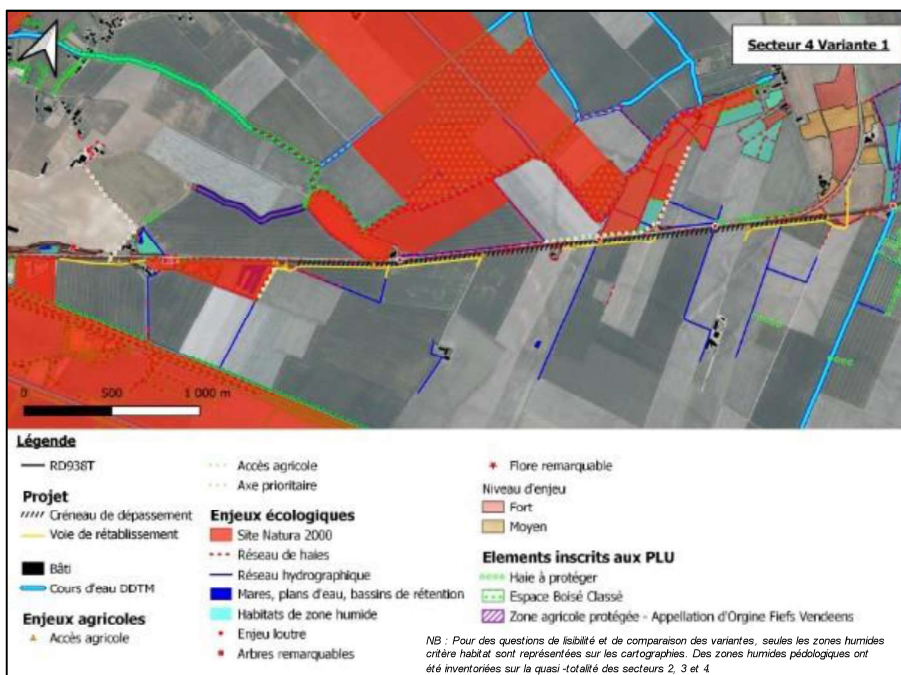 Secteur 4 Variante 1
0 500 1 000 m
Légende
RD938T
Projet
Créneau de dépassement
Voie de rétablissement
Bâti
Cours d'eau DDTM
Enjeux agricoles
Accès agricole
Accès agricole
Axe prioritaire
Enjeux écologiques
Site Natura 2000
Réseau de haies
Réseau hydrographique
Mares, plans d'eau, bassins de rétention
Habitats de zone humide
Enjeu loutre
Arbres remarquables
Flore remarquable
Niveau d'enjeu
Fort
Moyen
Elements inscrits aux PLU
Haie à protéger
Espace Boisé Classé
Zone agricole protégée - Appellation d'Orgine Fiefs Vendeens
NB : Pour des questions de lisibilité et de comparaison des variantes, seules les zones humides
critère habitat sont représentées sur les cartographies. Des zones humides pédologiques ont
été inventoriées sur la quasi -totalité des secteurs 2, 3 et 4.